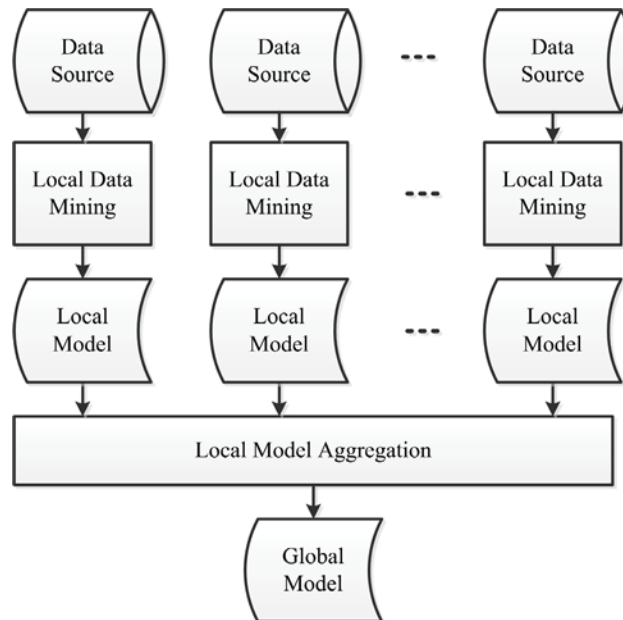 Data
Source
Data
Source
Data
Source
Local Data
Mining
Local Data
Mining
Local Data
Mining
Local
Model
Local
Model
Local
Model
Local Model Aggregation
Global
Model